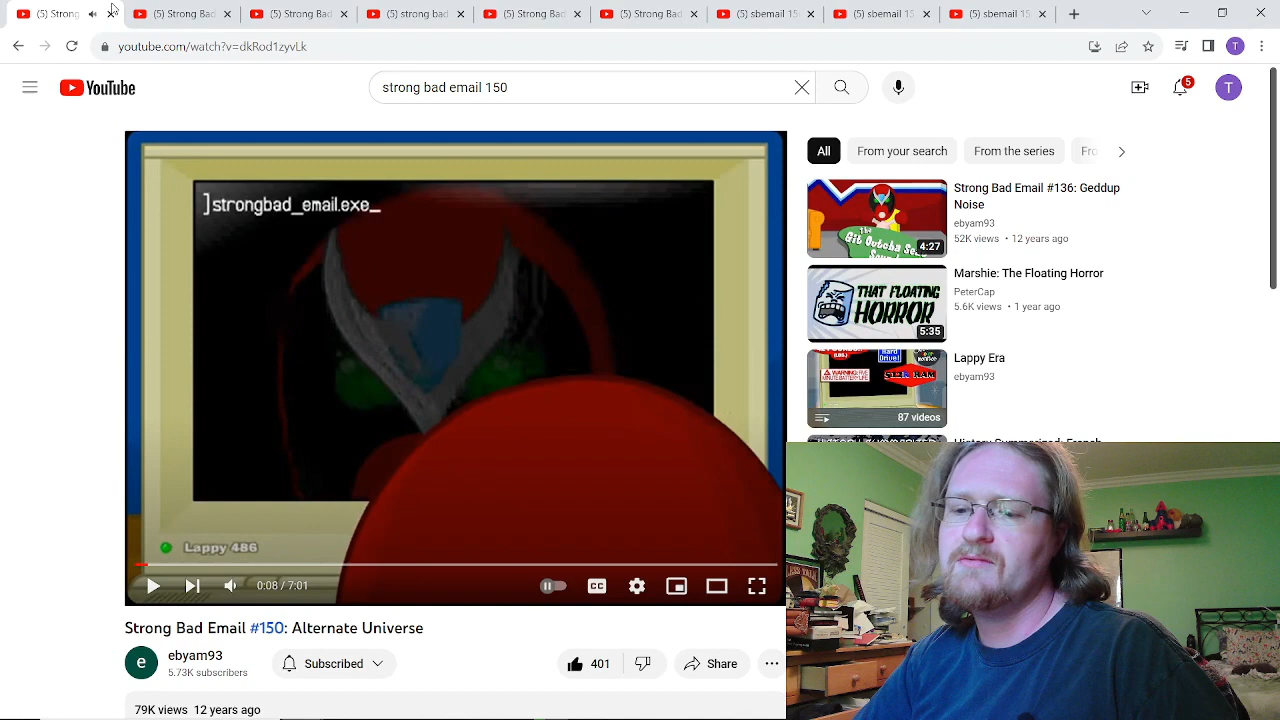 (5) Strong
(5) Strong Bad
(5) strong bad
(5) Strong bad
(5) Strong Bad
(5) Strong bad
(5) sbemail 15
(5) sbemail 15
youtube.com/watch?v=dkRod1zyvLk
T
YouTube
strong bad email 150
5
T
]strongbad_email.exe_
Lappy 486
0:08 / 7:01
CC
Strong Bad Email #150: Alternate Universe
e
ebyam93
5.73K subscribers
Subscribed
401
Share
79K views 12 years ago
All
From your search
From the series
Fro
4:27
Strong Bad Email #136: Geddup
Noise
ebyam93
52K views • 12 years ago
THAT FLOATING
HORROR
5:35
Marshie: The Floating Horror
PeterCap
5.6K views • 1 year ago
87 videos
Lappy Era
ebyam93